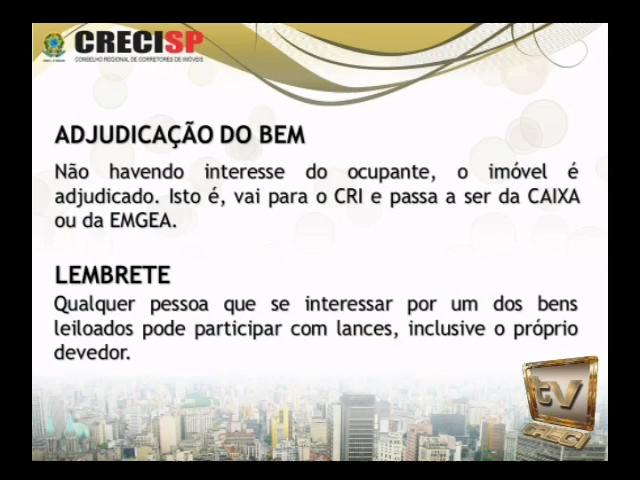 CRECISP
CONSELHO REGIONAL DE CORRETORES DE IMÓVEIS
ADJUDICAÇÃO DO BEM
Não havendo interesse do ocupante, o imóvel é
adjudicado. Isto é, vai para o CRI e passa a ser da CAIXA
ou da EMGEA.
LEMBRETE
Qualquer pessoa que se interessar por um dos bens
leiloados pode participar com lances, inclusive o próprio
devedor.
tv
CRECI